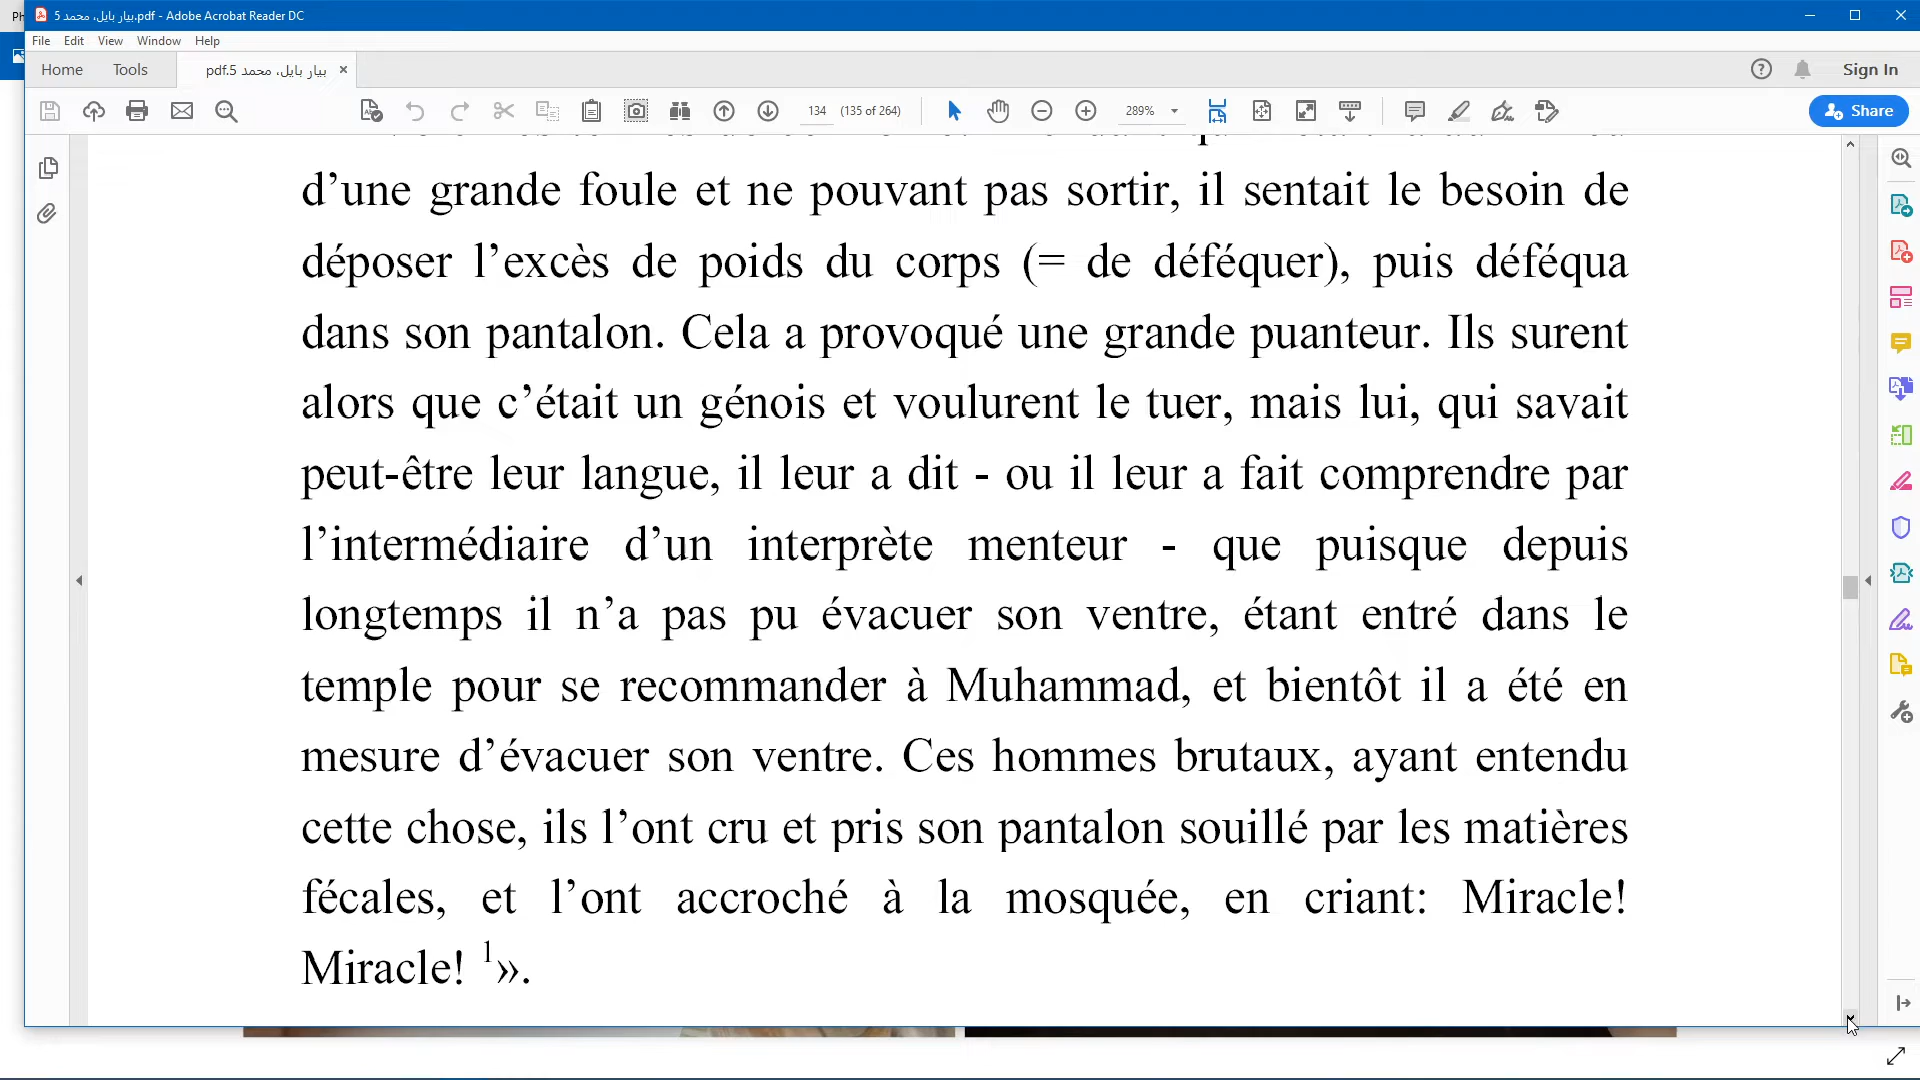 بيار بايل، محمد 5.pdf - Adobe Acrobat Reader DC
File Edit View Window Help
Home Tools بيار بايل، محمد 5.pdf Sign In
134 (135 of 264) 289% Share
d’une grande foule et ne pouvant pas sortir, il sentait le besoin de
déposer l’excès de poids du corps (= de déféquer), puis déféqua
dans son pantalon. Cela a provoqué une grande puanteur. Ils surent
alors que c’était un génois et voulurent le tuer, mais lui, qui savait
peut-être leur langue, il leur a dit - ou il leur a fait comprendre par
l’intermédiaire d’un interprète menteur - que puisque depuis
longtemps il n’a pas pu évacuer son ventre, étant entré dans le
temple pour se recommander à Muhammad, et bientôt il a été en
mesure d’évacuer son ventre. Ces hommes brutaux, ayant entendu
cette chose, ils l’ont cru et pris son pantalon souillé par les matières
fécales, et l’ont accroché à la mosquée, en criant: Miracle!
Miracle! 1».